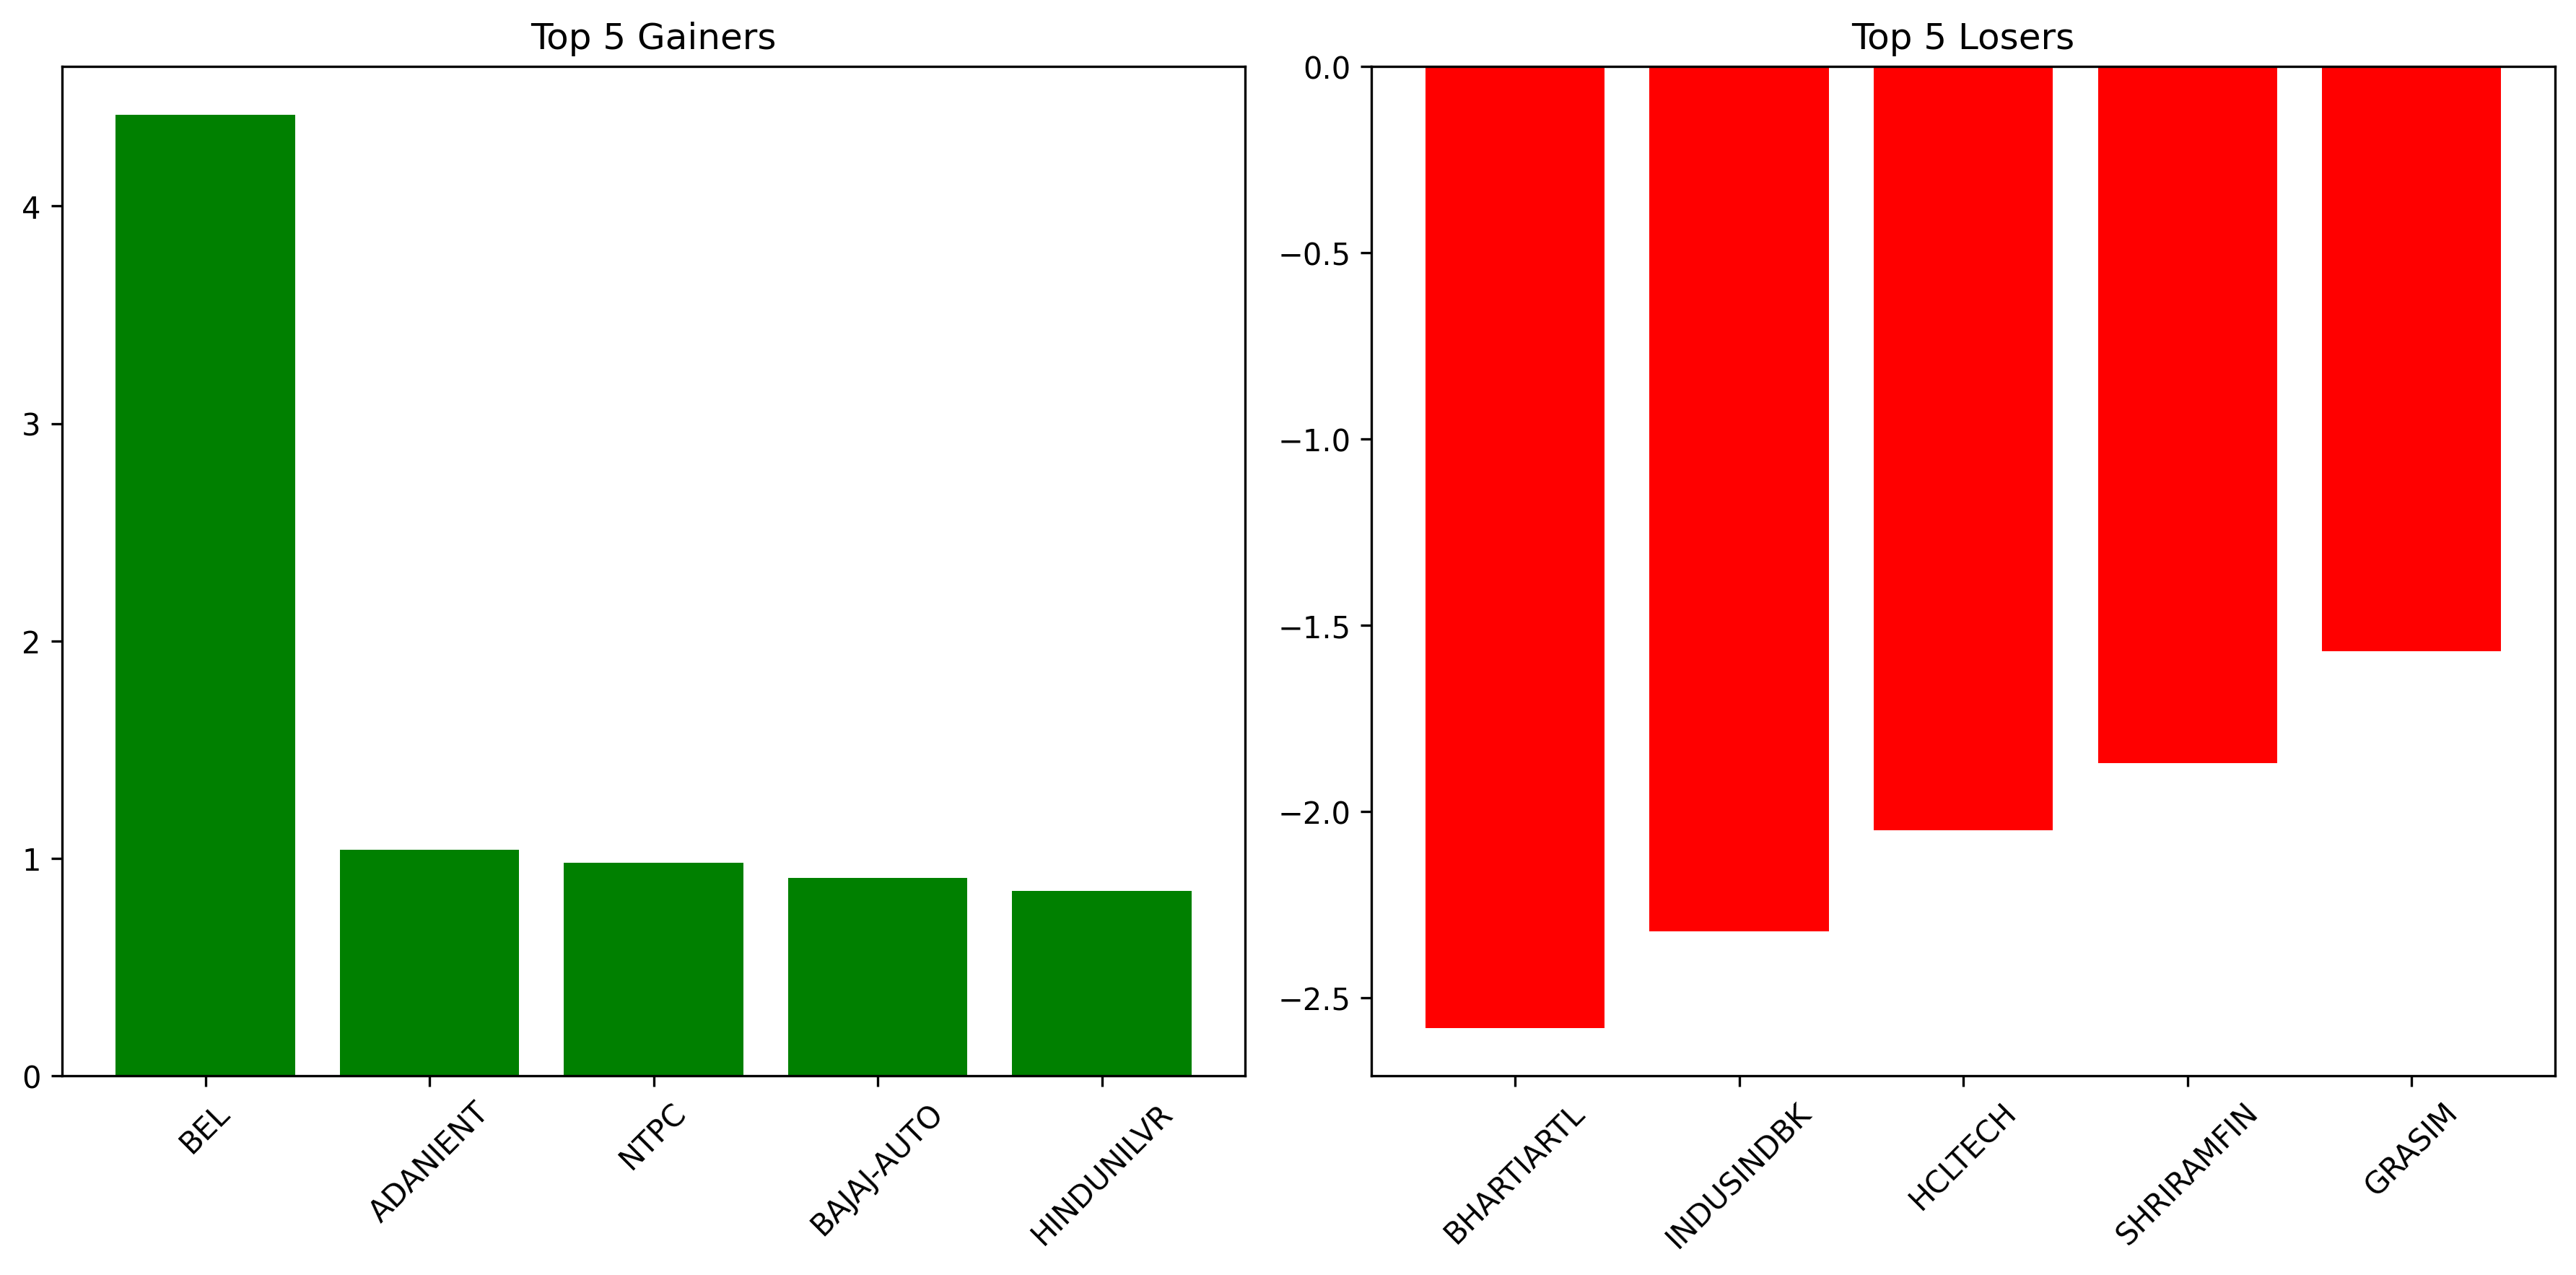 Top 5 Gainers
4
3
2
1
0
BEL
ADANIENT
NTPC
BAJAJ-AUTO
HINDUNILVR
Top 5 Losers
0.0
−0.5
−1.0
−1.5
−2.0
−2.5
BHARTIARTL
INDUSINDBK
HCLTECH
SHRIRAMFIN
GRASIM